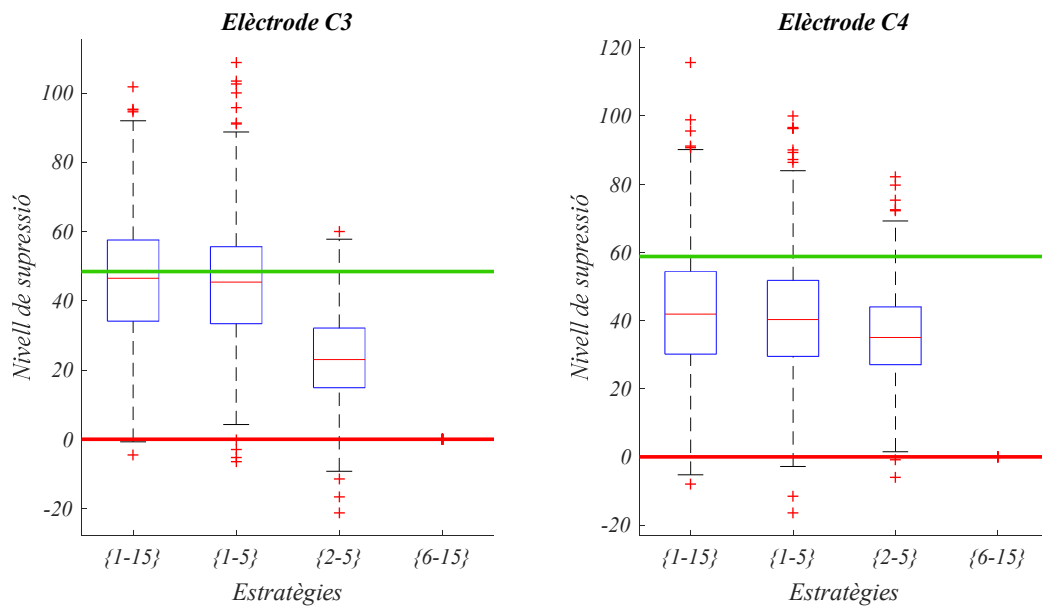 Elèctrode C3
Nivell de supressió
100
80
60
40
20
0
-20
{1-15} {1-5} {2-5} {6-15}
Estratègies
Elèctrode C4
Nivell de supressió
120
100
80
60
40
20
0
-20
{1-15} {1-5} {2-5} {6-15}
Estratègies